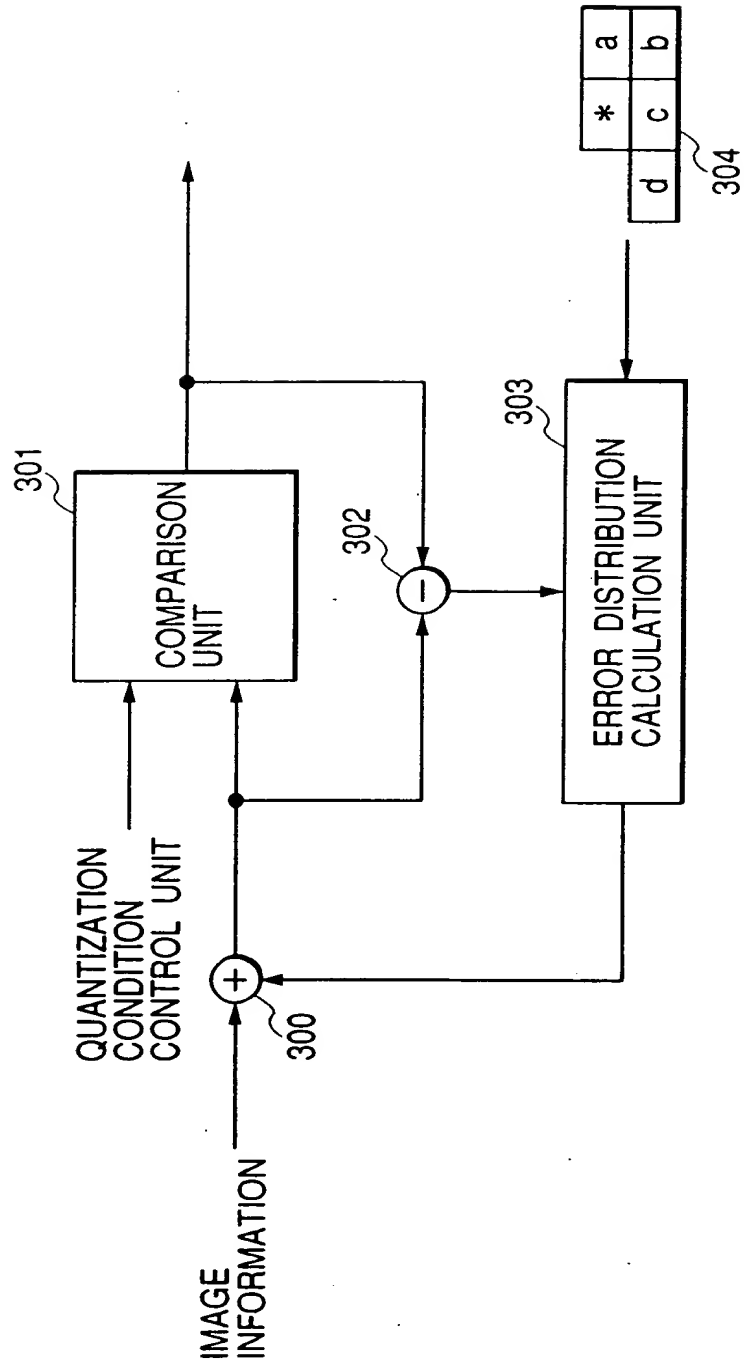 IMAGE
INFORMATION
+
300
QUANTIZATION
CONDITION
CONTROL UNIT
301
COMPARISON
UNIT
302
-
303
ERROR DISTRIBUTION
CALCULATION UNIT
* a
d c b
304